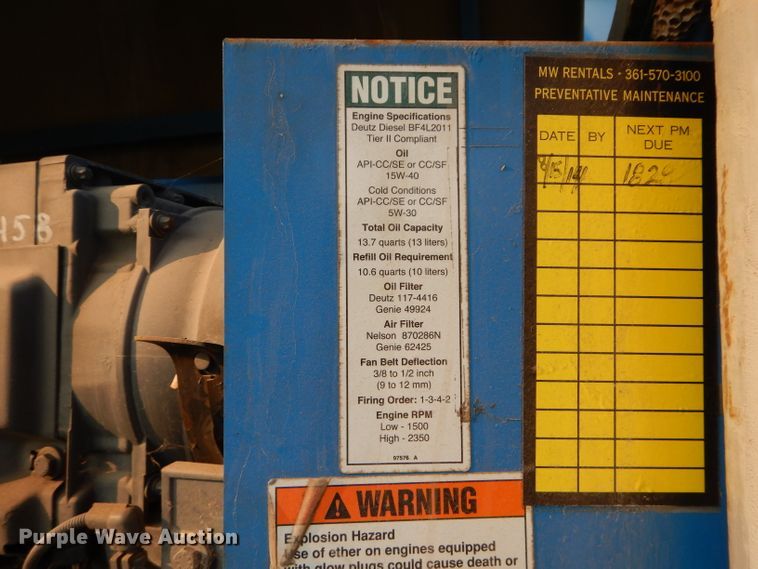 NOTICE
Engine Specifications
Deutz Diesel BF4L2011
Tier II Compliant
Oil
API-CC/SE or CC/SF
15W-40
Cold Conditions
API-CC/SE or CC/SF
5W-30
Total Oil Capacity
13.7 quarts (13 liters)
Refill Oil Requirement
10.6 quarts (10 liters)
Oil Filter
Deutz 117-4416
Genie 49924
Air Filter
Nelson 870286N
Genie 62425
Fan Belt Deflection
3/8 to 1/2 inch
(9 to 12 mm)
Firing Order: 1-3-4-2
Engine RPM
Low - 1500
High - 2350
97576 A
WARNING
Explosion Hazard
Use of ether on engines equipped
with glow plugs could cause death or
MW RENTALS · 361-570-3100
PREVENTATIVE MAINTENANCE
DATE BY NEXT PM DUE
458
Purple Wave Auction